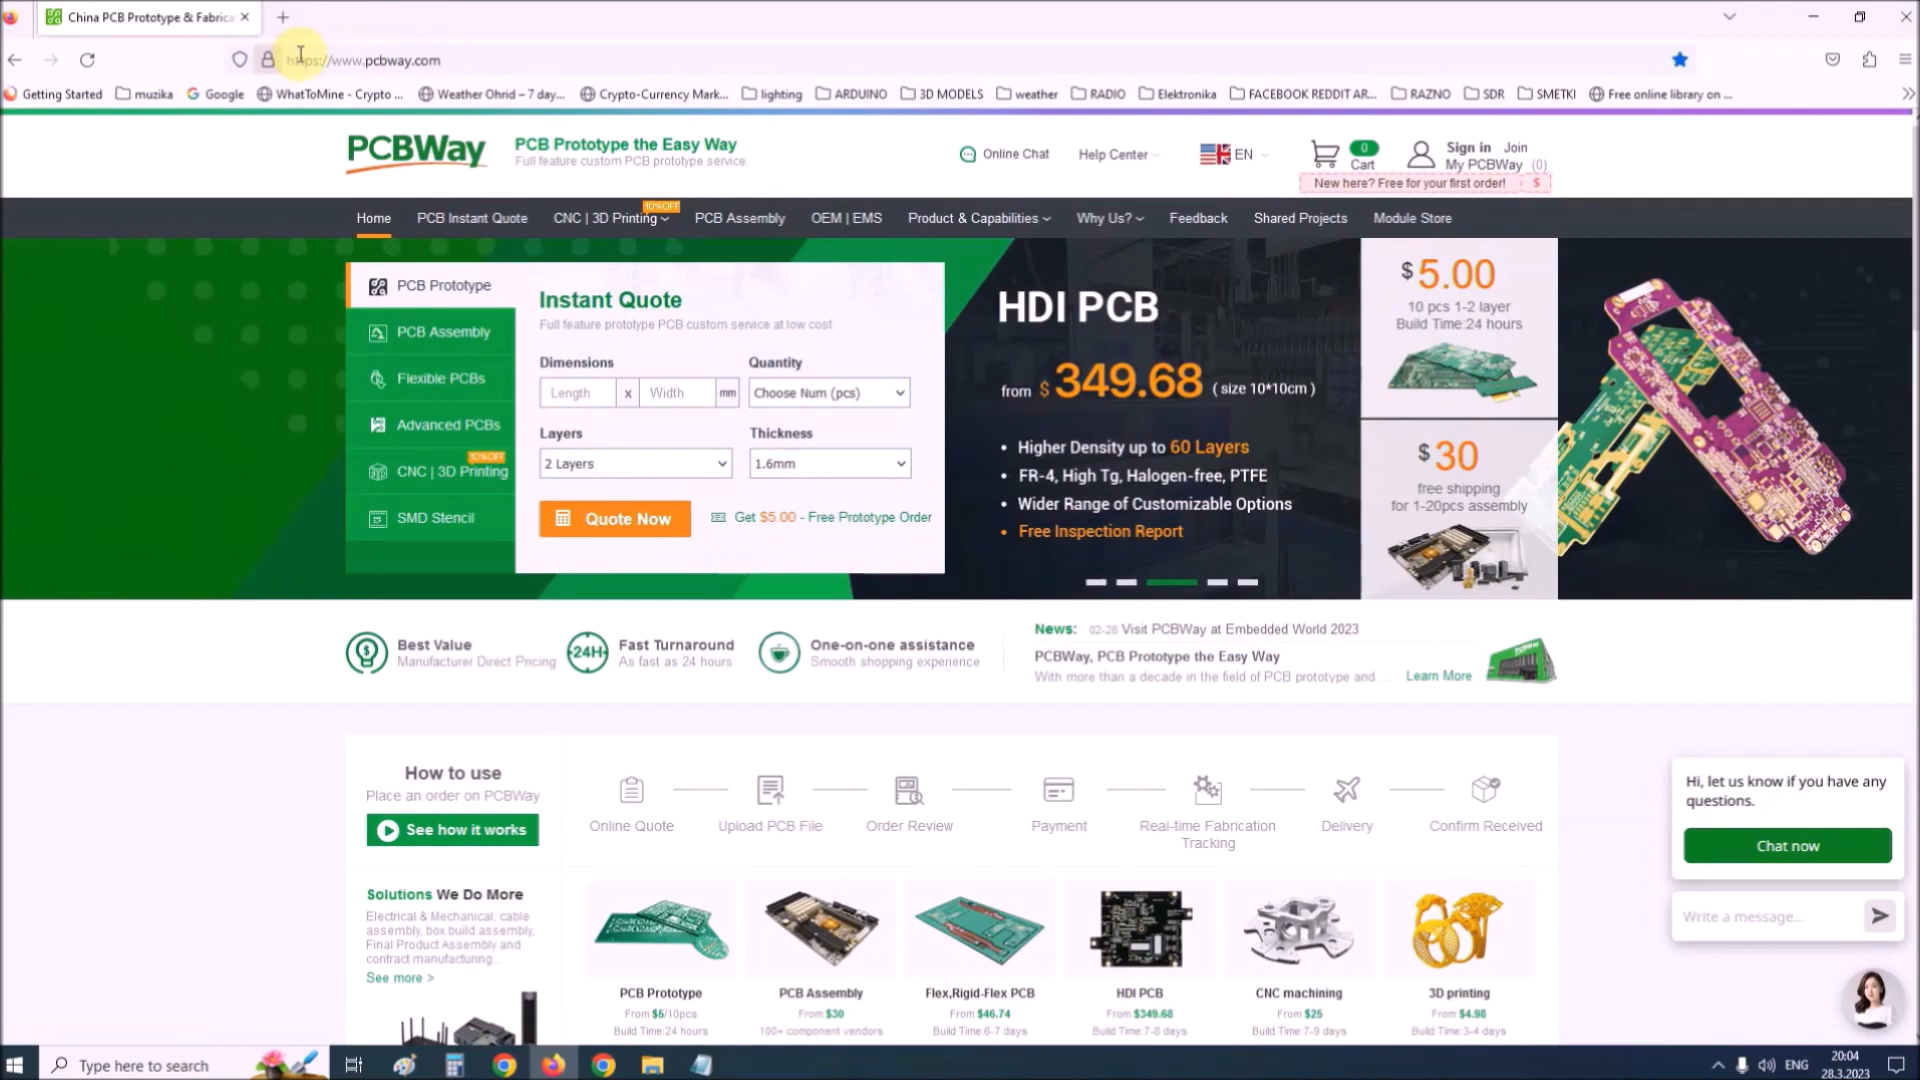 China PCB Prototype & Fabrica
https://www.pcbway.com
Getting Started muzika Google WhatToMine - Crypto ... Weather Ohrid – 7 day... Crypto-Currency Mark... lighting ARDUINO 3D MODELS weather RADIO Elektronika FACEBOOK REDDIT AR... RAZNO SDR SMETKI Free online library on ...
PCBWay
PCB Prototype the Easy Way
Full feature custom PCB prototype service.
Online Chat
Help Center
EN
0
Cart
Sign in Join
My PCBWay (0)
New here? Free for your first order! $
10%OFF
Home PCB Instant Quote CNC | 3D Printing PCB Assembly OEM | EMS Product & Capabilities Why Us? Feedback Shared Projects Module Store
PCB Prototype
PCB Assembly
Flexible PCBs
Advanced PCBs
10%OFF
CNC | 3D Printing
SMD Stencil
Instant Quote
Full feature prototype PCB custom service at low cost.
Dimensions Quantity
Length x Width mm Choose Num (pcs)
Layers Thickness
2 Layers 1.6mm
Quote Now Get $5.00 - Free Prototype Order
HDI PCB
from $ 349.68 ( size 10*10cm )
• Higher Density up to 60 Layers
• FR-4, High Tg, Halogen-free, PTFE
• Wider Range of Customizable Options
• Free Inspection Report
$5.00
10 pcs 1-2 layer
Build Time:24 hours
$30
free shipping
for 1-20pcs assembly
Best Value
Manufacturer Direct Pricing
24H
Fast Turnaround
As fast as 24 hours
One-on-one assistance
Smooth shopping experience
News: 02-28 Visit PCBWay at Embedded World 2023
PCBWay, PCB Prototype the Easy Way
With more than a decade in the field of PCB prototype and ... Learn More
How to use
Place an order on PCBWay
See how it works
Online Quote
Upload PCB File
Order Review
Payment
Real-time Fabrication
Tracking
Delivery
Confirm Received
Hi, let us know if you have any
questions.
Chat now
Write a message...
Solutions We Do More
Electrical & Mechanical, cable
assembly, box build assembly,
Final Product Assembly and
contract manufacturing...
See more >
PCB Prototype
From $5/10pcs
Build Time:24 hours
PCB Assembly
From $30
100+ component vendors
Flex,Rigid-Flex PCB
From $46.74
Build Time:6-7 days
HDI PCB
From $349.68
Build Time:7-8 days
CNC machining
From $25
Build Time:7-9 days
3D printing
From $4.98
Build Time:3-4 days
Type here to search
ENG
20:04
28.3.2023